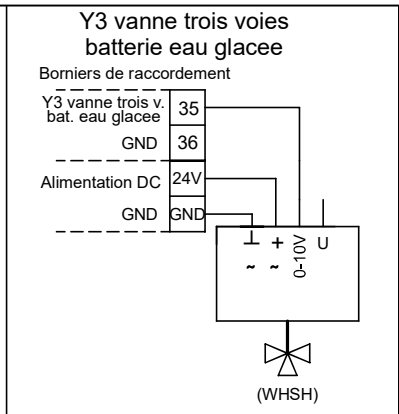 Y3 vanne trois voies
batterie eau glacee
Borniers de raccordement
Y3 vanne trois v.
bat. eau glacee
35
GND 36
Alimentation DC 24V
GND GND
⊥ + 0-10V U
~ ~
(WHSH)